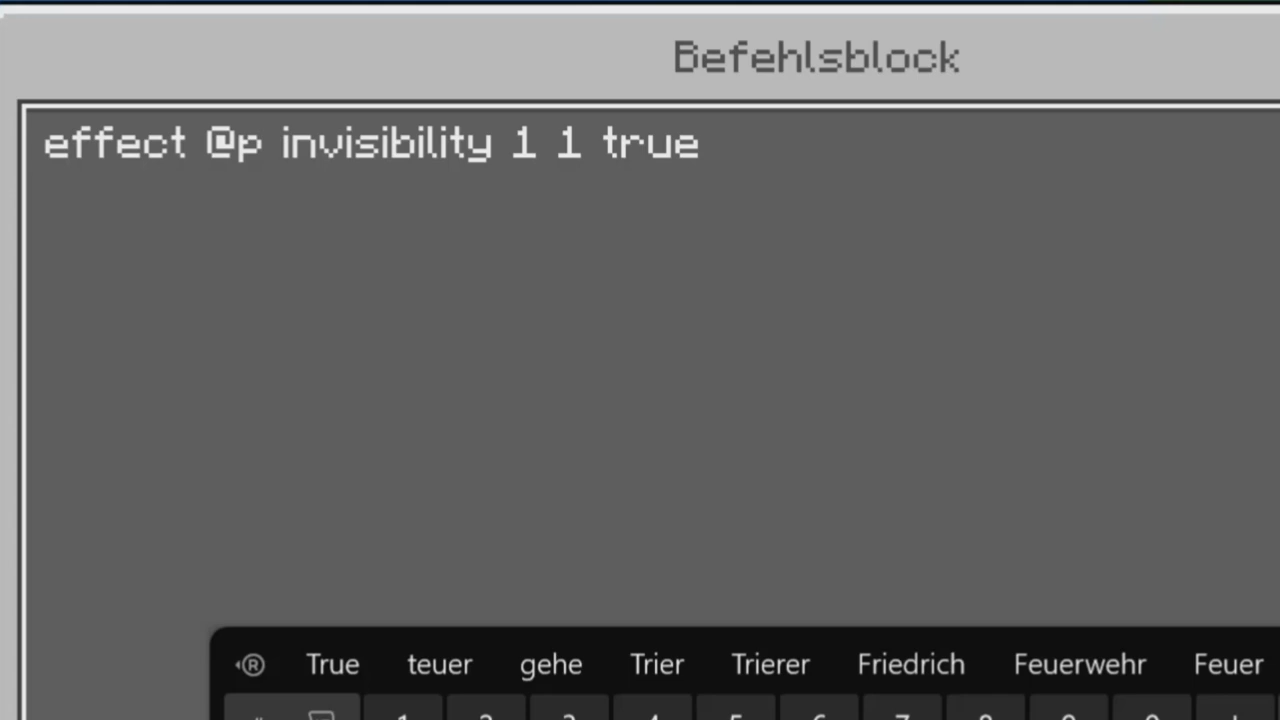 Befehlsblock
effect @p invisibility 1 1 true
True teuer gehe Trier Trierer Friedrich Feuerwehr Feuer